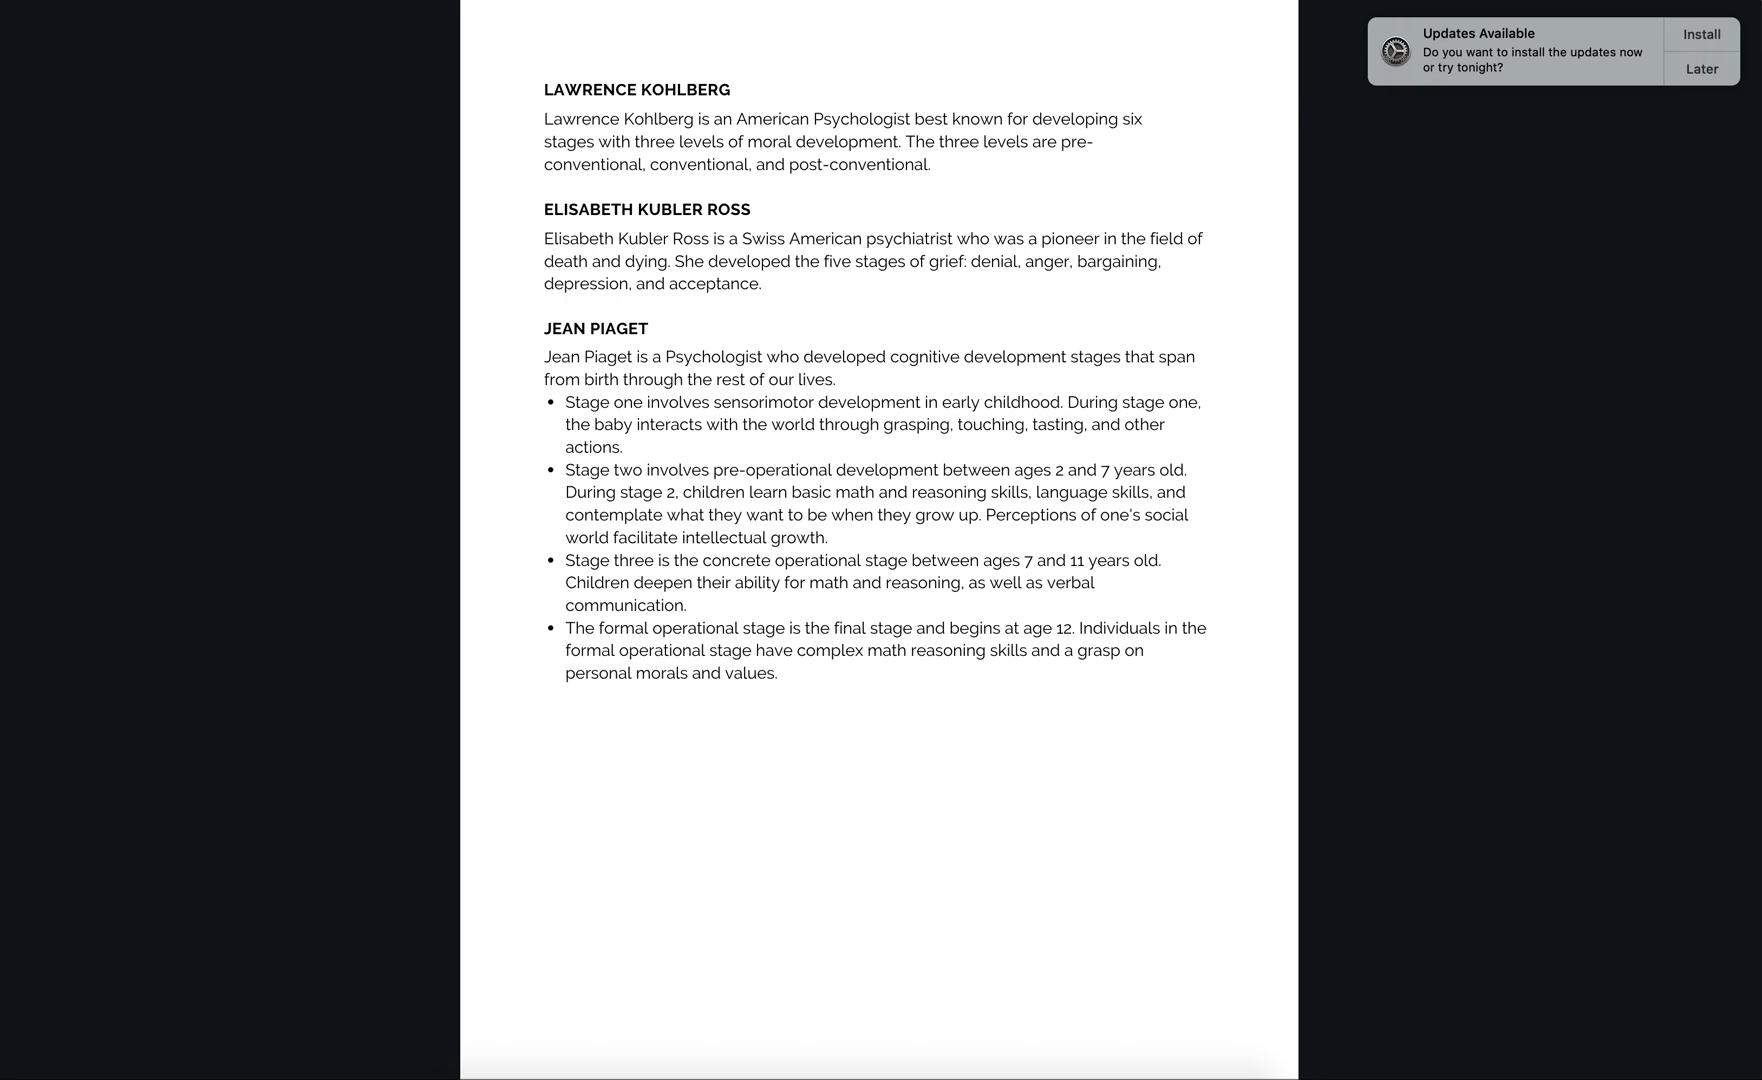 LAWRENCE KOHLBERG
Lawrence Kohlberg is an American Psychologist best known for developing six
stages with three levels of moral development. The three levels are pre-
conventional, conventional, and post-conventional.
ELISABETH KUBLER ROSS
Elisabeth Kubler Ross is a Swiss American psychiatrist who was a pioneer in the field of
death and dying. She developed the five stages of grief: denial, anger, bargaining,
depression, and acceptance.
JEAN PIAGET
Jean Piaget is a Psychologist who developed cognitive development stages that span
from birth through the rest of our lives.
• Stage one involves sensorimotor development in early childhood. During stage one,
the baby interacts with the world through grasping, touching, tasting, and other
actions.
• Stage two involves pre-operational development between ages 2 and 7 years old.
During stage 2, children learn basic math and reasoning skills, language skills, and
contemplate what they want to be when they grow up. Perceptions of one's social
world facilitate intellectual growth.
• Stage three is the concrete operational stage between ages 7 and 11 years old.
Children deepen their ability for math and reasoning, as well as verbal
communication.
• The formal operational stage is the final stage and begins at age 12. Individuals in the
formal operational stage have complex math reasoning skills and a grasp on
personal morals and values.
Updates Available
Do you want to install the updates now
or try tonight?
Install
Later